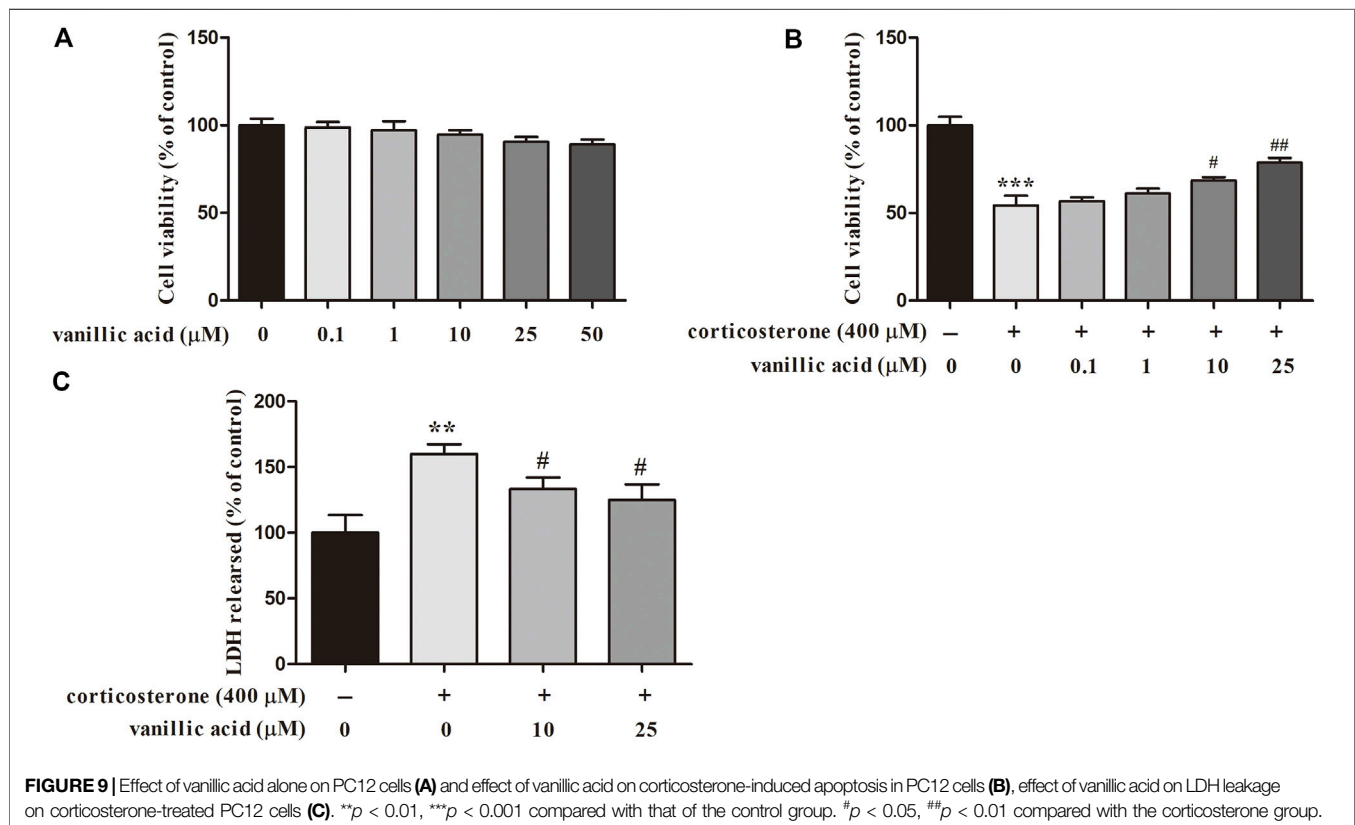 A
Cell viability (% of control)
150
100
50
0
vanillic acid (μM) 0 0.1 1 10 25 50
B
Cell viability (% of control)
150
100
50
0
***
#
##
corticosterone (400 μM) – + + + + +
vanillic acid (μM) 0 0 0.1 1 10 25
C
LDH relearsed (% of control)
200
150
100
50
0
**
#
#
corticosterone (400 μM) – + + +
vanillic acid (μM) 0 0 10 25
FIGURE 9 | Effect of vanillic acid alone on PC12 cells (A) and effect of vanillic acid on corticosterone-induced apoptosis in PC12 cells (B), effect of vanillic acid on LDH leakage
on corticosterone-treated PC12 cells (C). **p < 0.01, ***p < 0.001 compared with that of the control group. #p < 0.05, ##p < 0.01 compared with the corticosterone group.